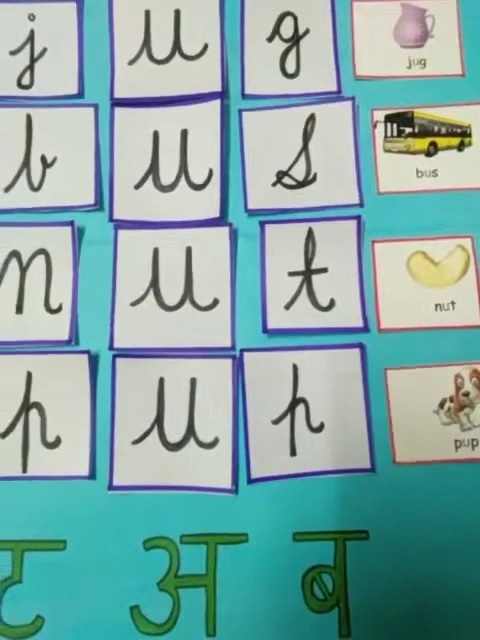 j u g jug
b u s bus
n u t nut
p u p pup
ट अ ब